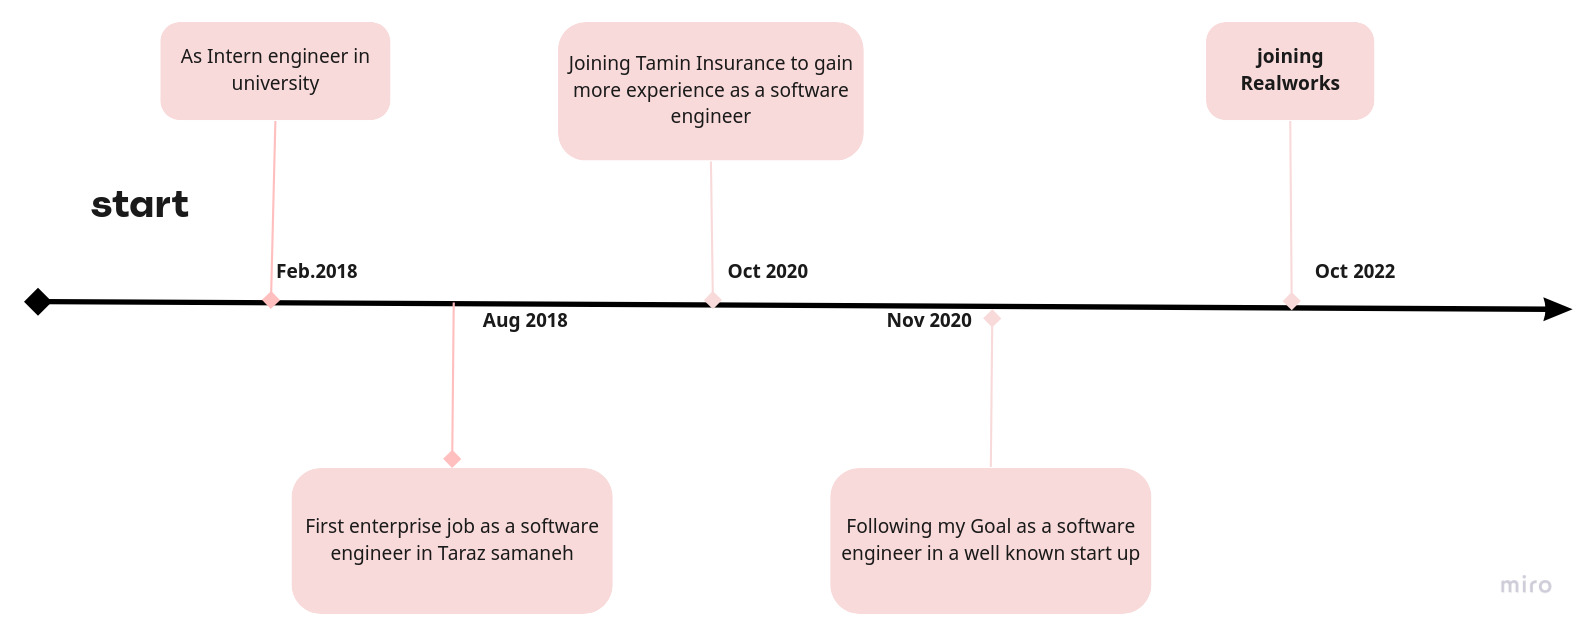 As Intern engineer in
university
Joining Tamin Insurance to gain
more experience as a software
engineer
joining
Realworks
start
Feb.2018
Oct 2020
Oct 2022
Aug 2018
Nov 2020
First enterprise job as a software
engineer in Taraz samaneh
Following my Goal as a software
engineer in a well known start up
miro